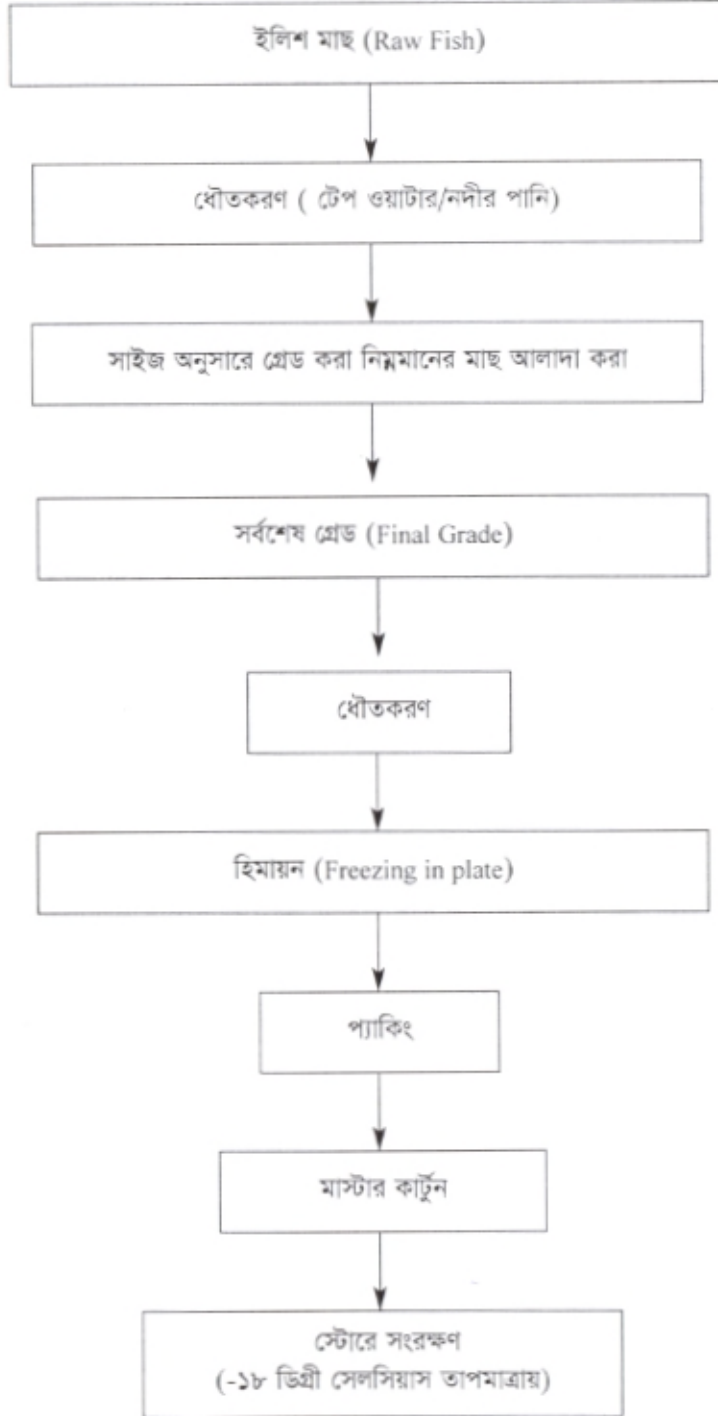 ইলিশ মাছ (Raw Fish)
ধৌতকরণ ( টেপ ওয়াটার/নদীর পানি)
সাইজ অনুসারে গ্রেড করা নিম্নমানের মাছ আলাদা করা
সর্বশেষ গ্রেড (Final Grade)
ধৌতকরণ
হিমায়ন (Freezing in plate)
প্যাকিং
মাস্টার কার্টুন
স্টোরে সংরক্ষণ
(-১৮ ডিগ্রী সেলসিয়াস তাপমাত্রায়)